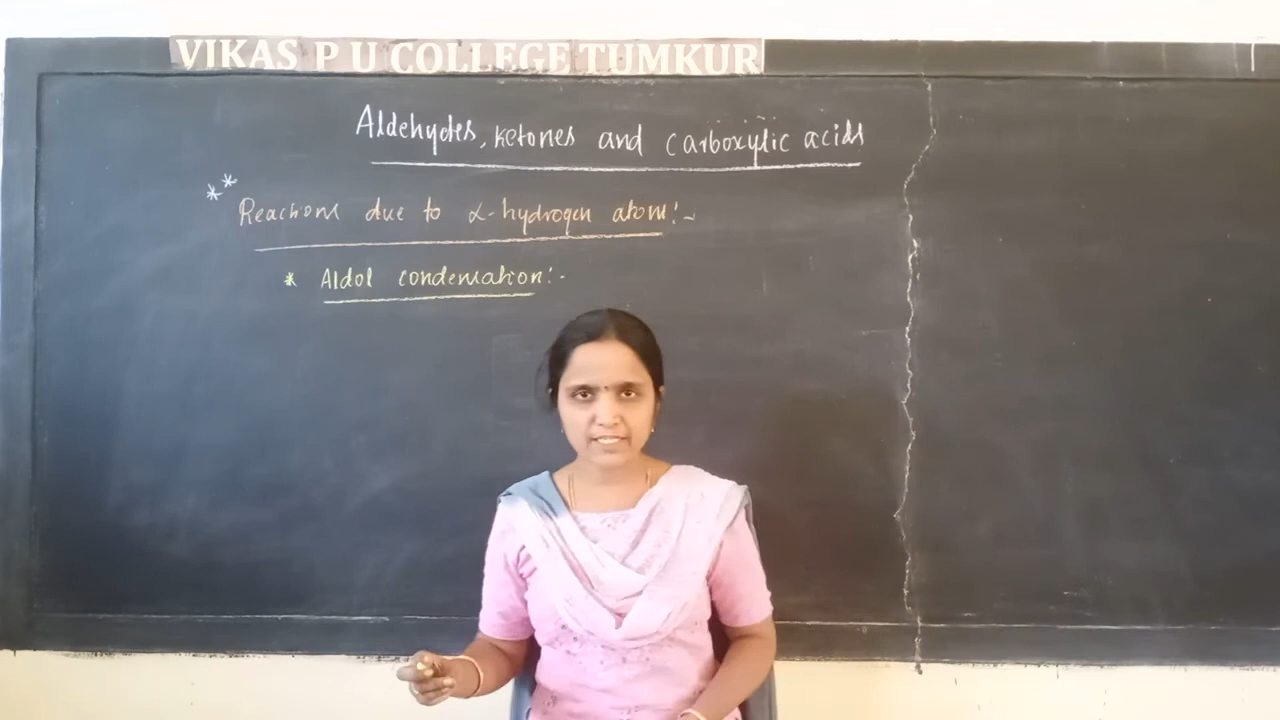 VIKAS P U COLLEGE TUMKUR
Aldehydes, ketones and carboxylic acids
** Reactions due to α-hydrogen atom:-
* Aldol condensation:-